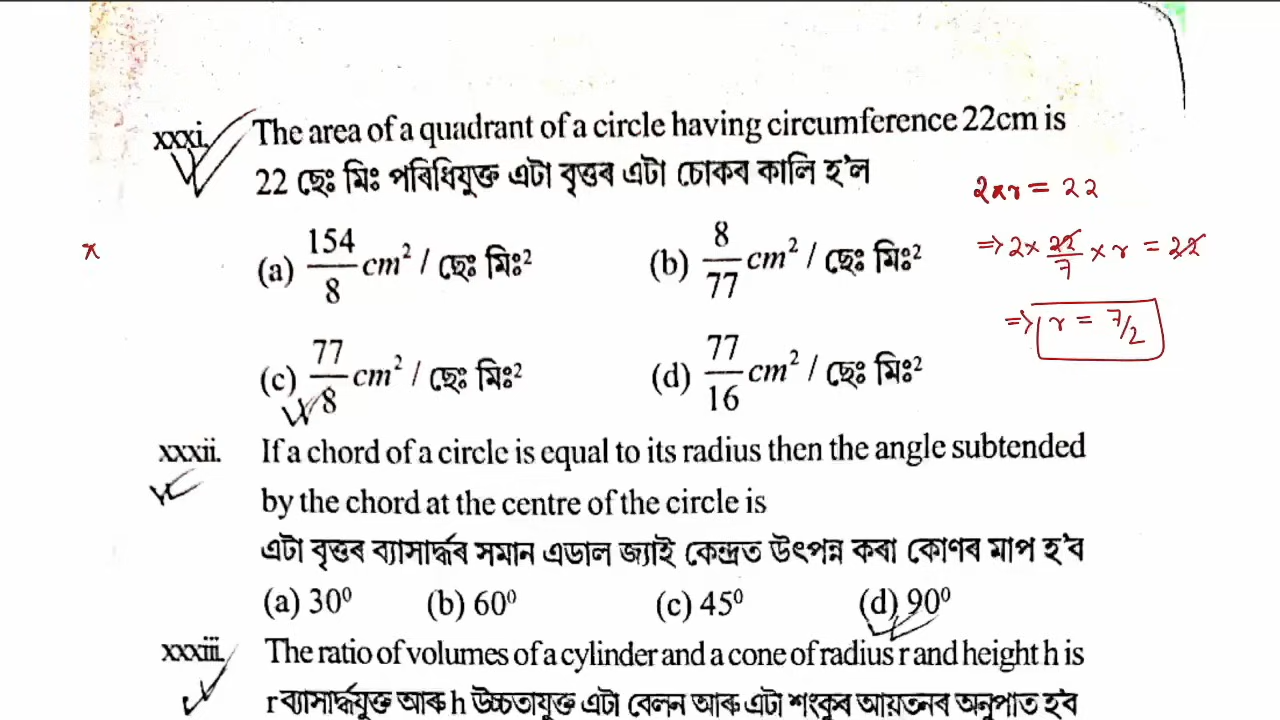 xxxi. The area of a quadrant of a circle having circumference 22cm is
22 ছেঃ মিঃ পৰিধিযুক্ত এটা বৃত্তৰ এটা চোকৰ কালি হ'ল
2πr = 22
⇒ 2 × 22/7 × r = 22
⇒ r = 7/2
π
(a) 154/8 cm² / ছেঃ মিঃ² (b) 8/77 cm² / ছেঃ মিঃ²
(c) 77/8 cm² / ছেঃ মিঃ² (d) 77/16 cm² / ছেঃ মিঃ²
xxxii. If a chord of a circle is equal to its radius then the angle subtended
by the chord at the centre of the circle is
এটা বৃত্তৰ ব্যাসাৰ্দ্ধৰ সমান এডাল জ্যাই কেন্দ্ৰত উৎপন্ন কৰা কোণৰ মাপ হ'ব
(a) 30⁰ (b) 60⁰ (c) 45⁰ (d) 90⁰
xxxiii. The ratio of volumes of a cylinder and a cone of radius r and height h is
r ব্যাসাৰ্দ্ধযুক্ত আৰু h উচ্চতাযুক্ত এটা বেলন আৰু এটা শংকুৰ আয়তনৰ অনুপাত হ'ব